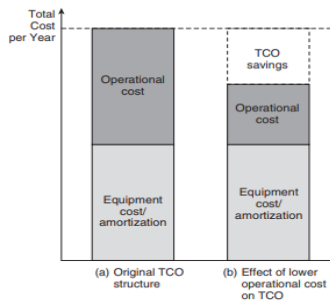 Total
Cost
per Year
TCO
savings
Operational
cost
Operational
cost
Equipment
cost/
amortization
Equipment
cost/
amortization
(a) Original TCO
structure
(b) Effect of lower
operational cost
on TCO